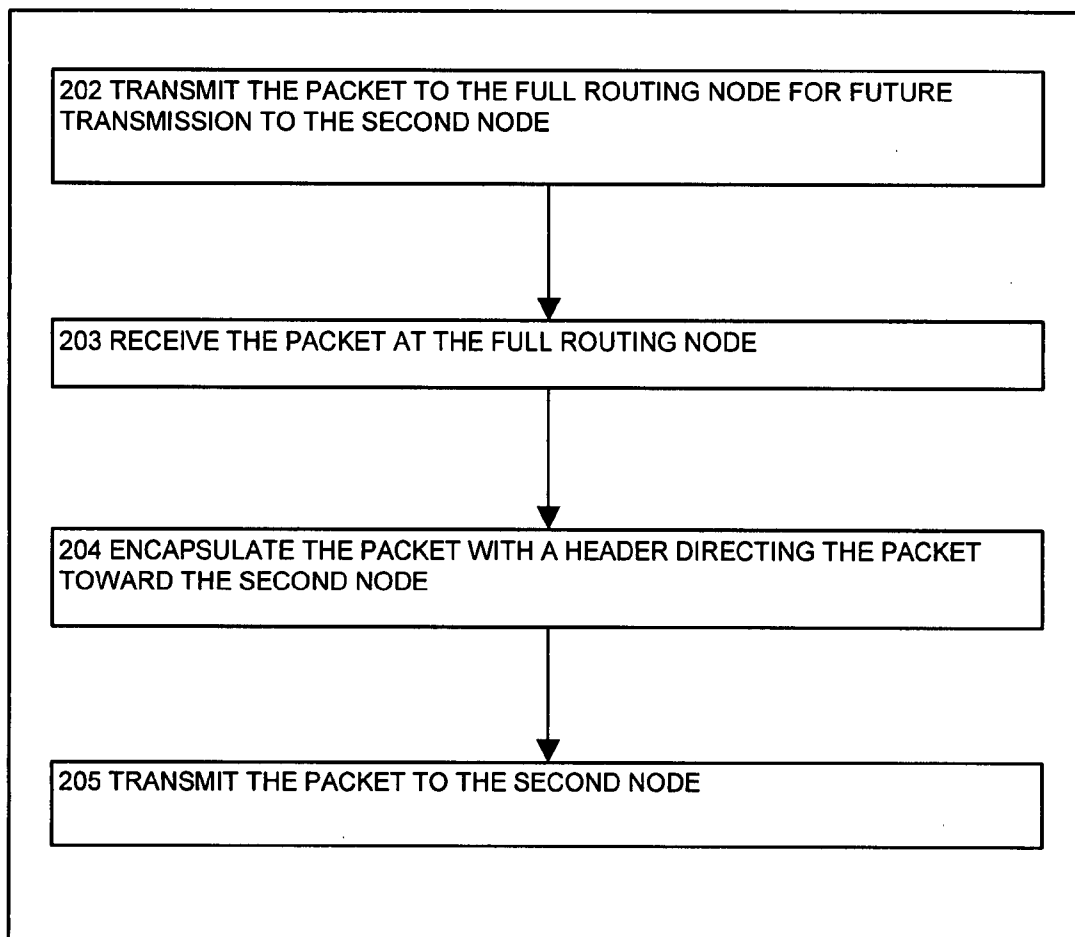 202 TRANSMIT THE PACKET TO THE FULL ROUTING NODE FOR FUTURE
TRANSMISSION TO THE SECOND NODE
203 RECEIVE THE PACKET AT THE FULL ROUTING NODE
204 ENCAPSULATE THE PACKET WITH A HEADER DIRECTING THE PACKET
TOWARD THE SECOND NODE
205 TRANSMIT THE PACKET TO THE SECOND NODE